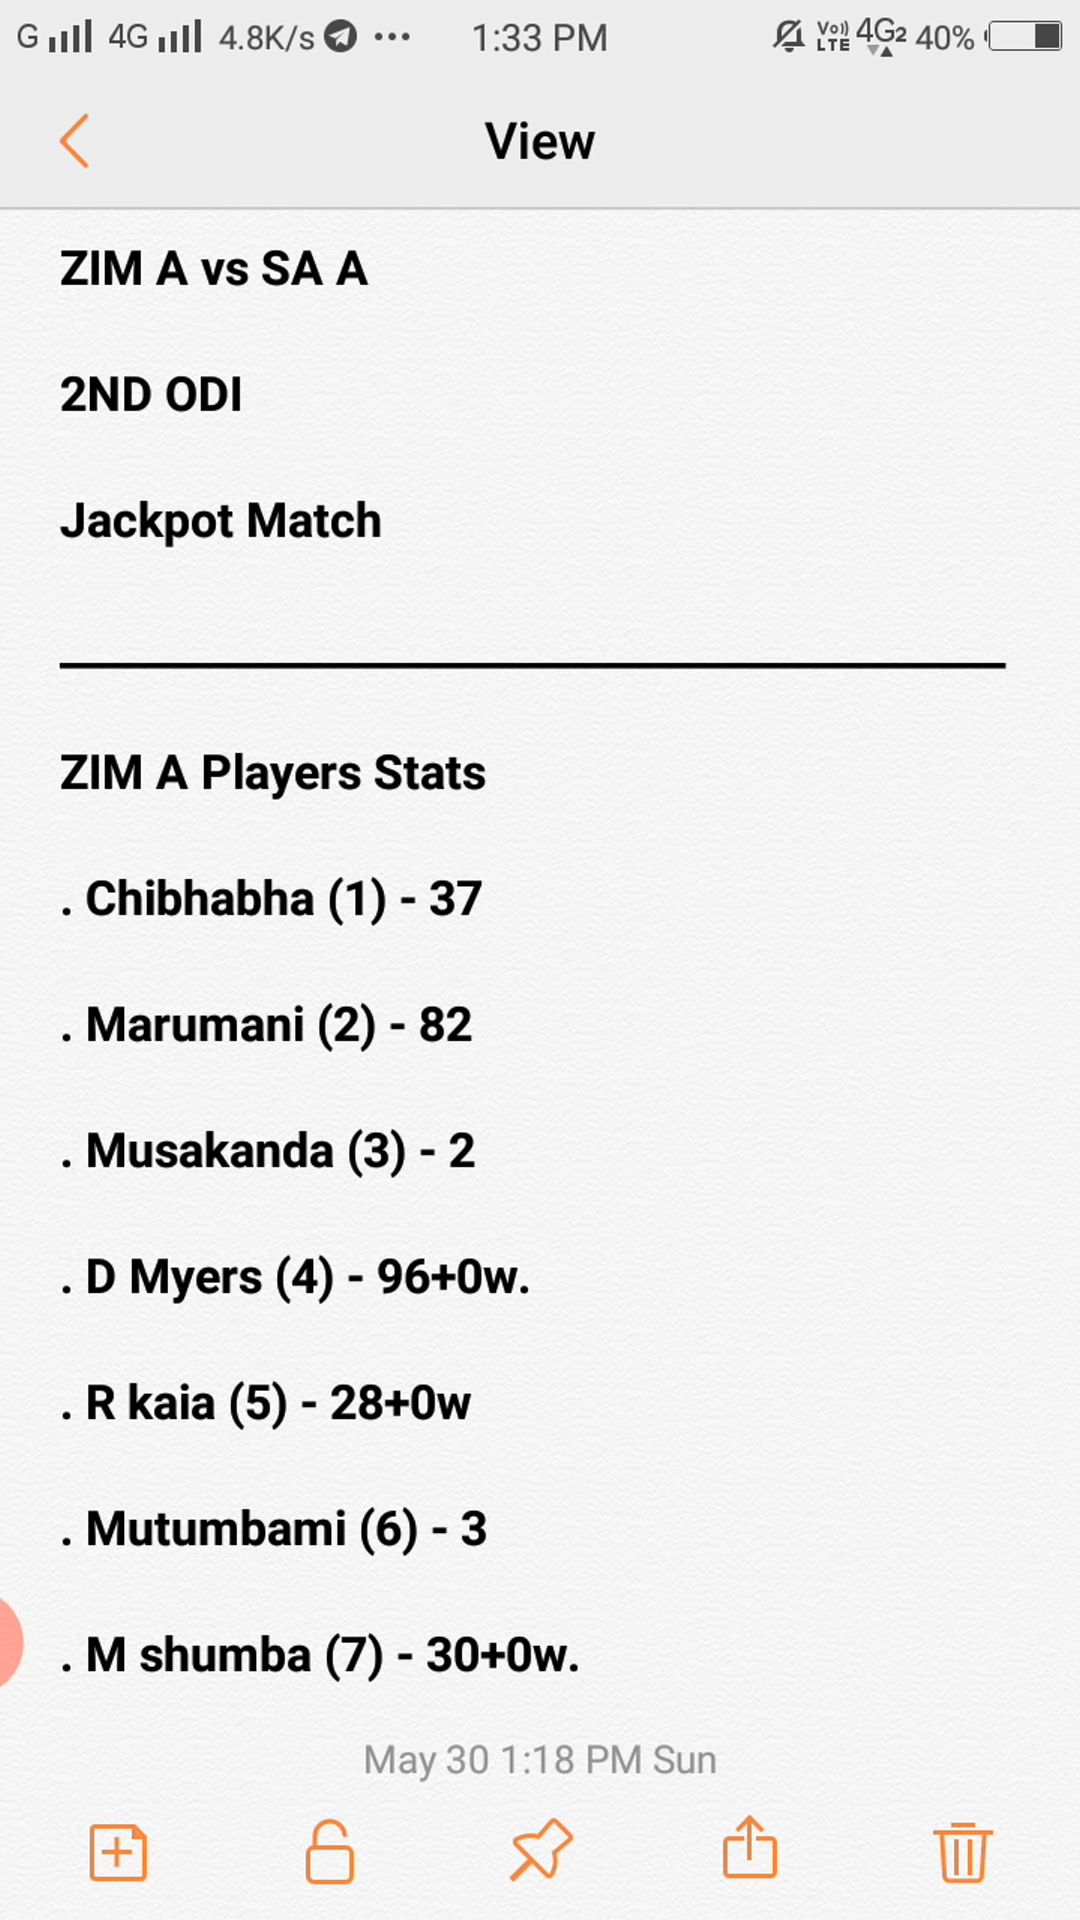 G 4G 4.8K/s ... 1:33 PM Vo)) LTE 4G2 40%
View
ZIM A vs SA A
2ND ODI
Jackpot Match
ZIM A Players Stats
. Chibhabha (1) - 37
. Marumani (2) - 82
. Musakanda (3) - 2
. D Myers (4) - 96+0w.
. R kaia (5) - 28+0w
. Mutumbami (6) - 3
. M shumba (7) - 30+0w.
May 30 1:18 PM Sun